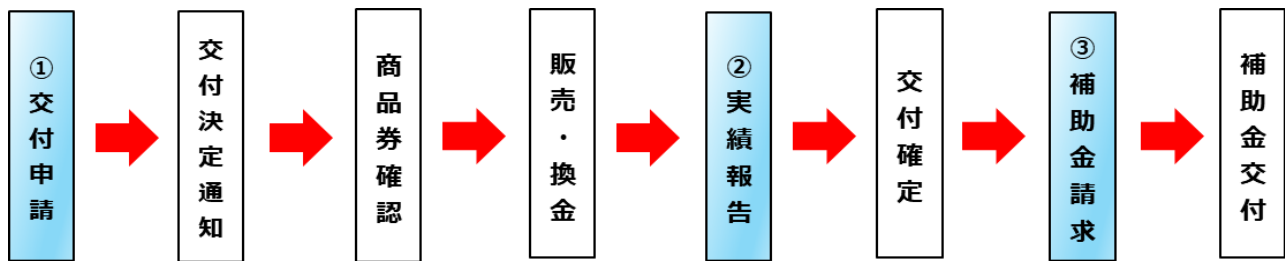 ①交付申請
交付決定通知
商品券確認
販売・換金
②実績報告
交付確定
③補助金請求
補助金交付